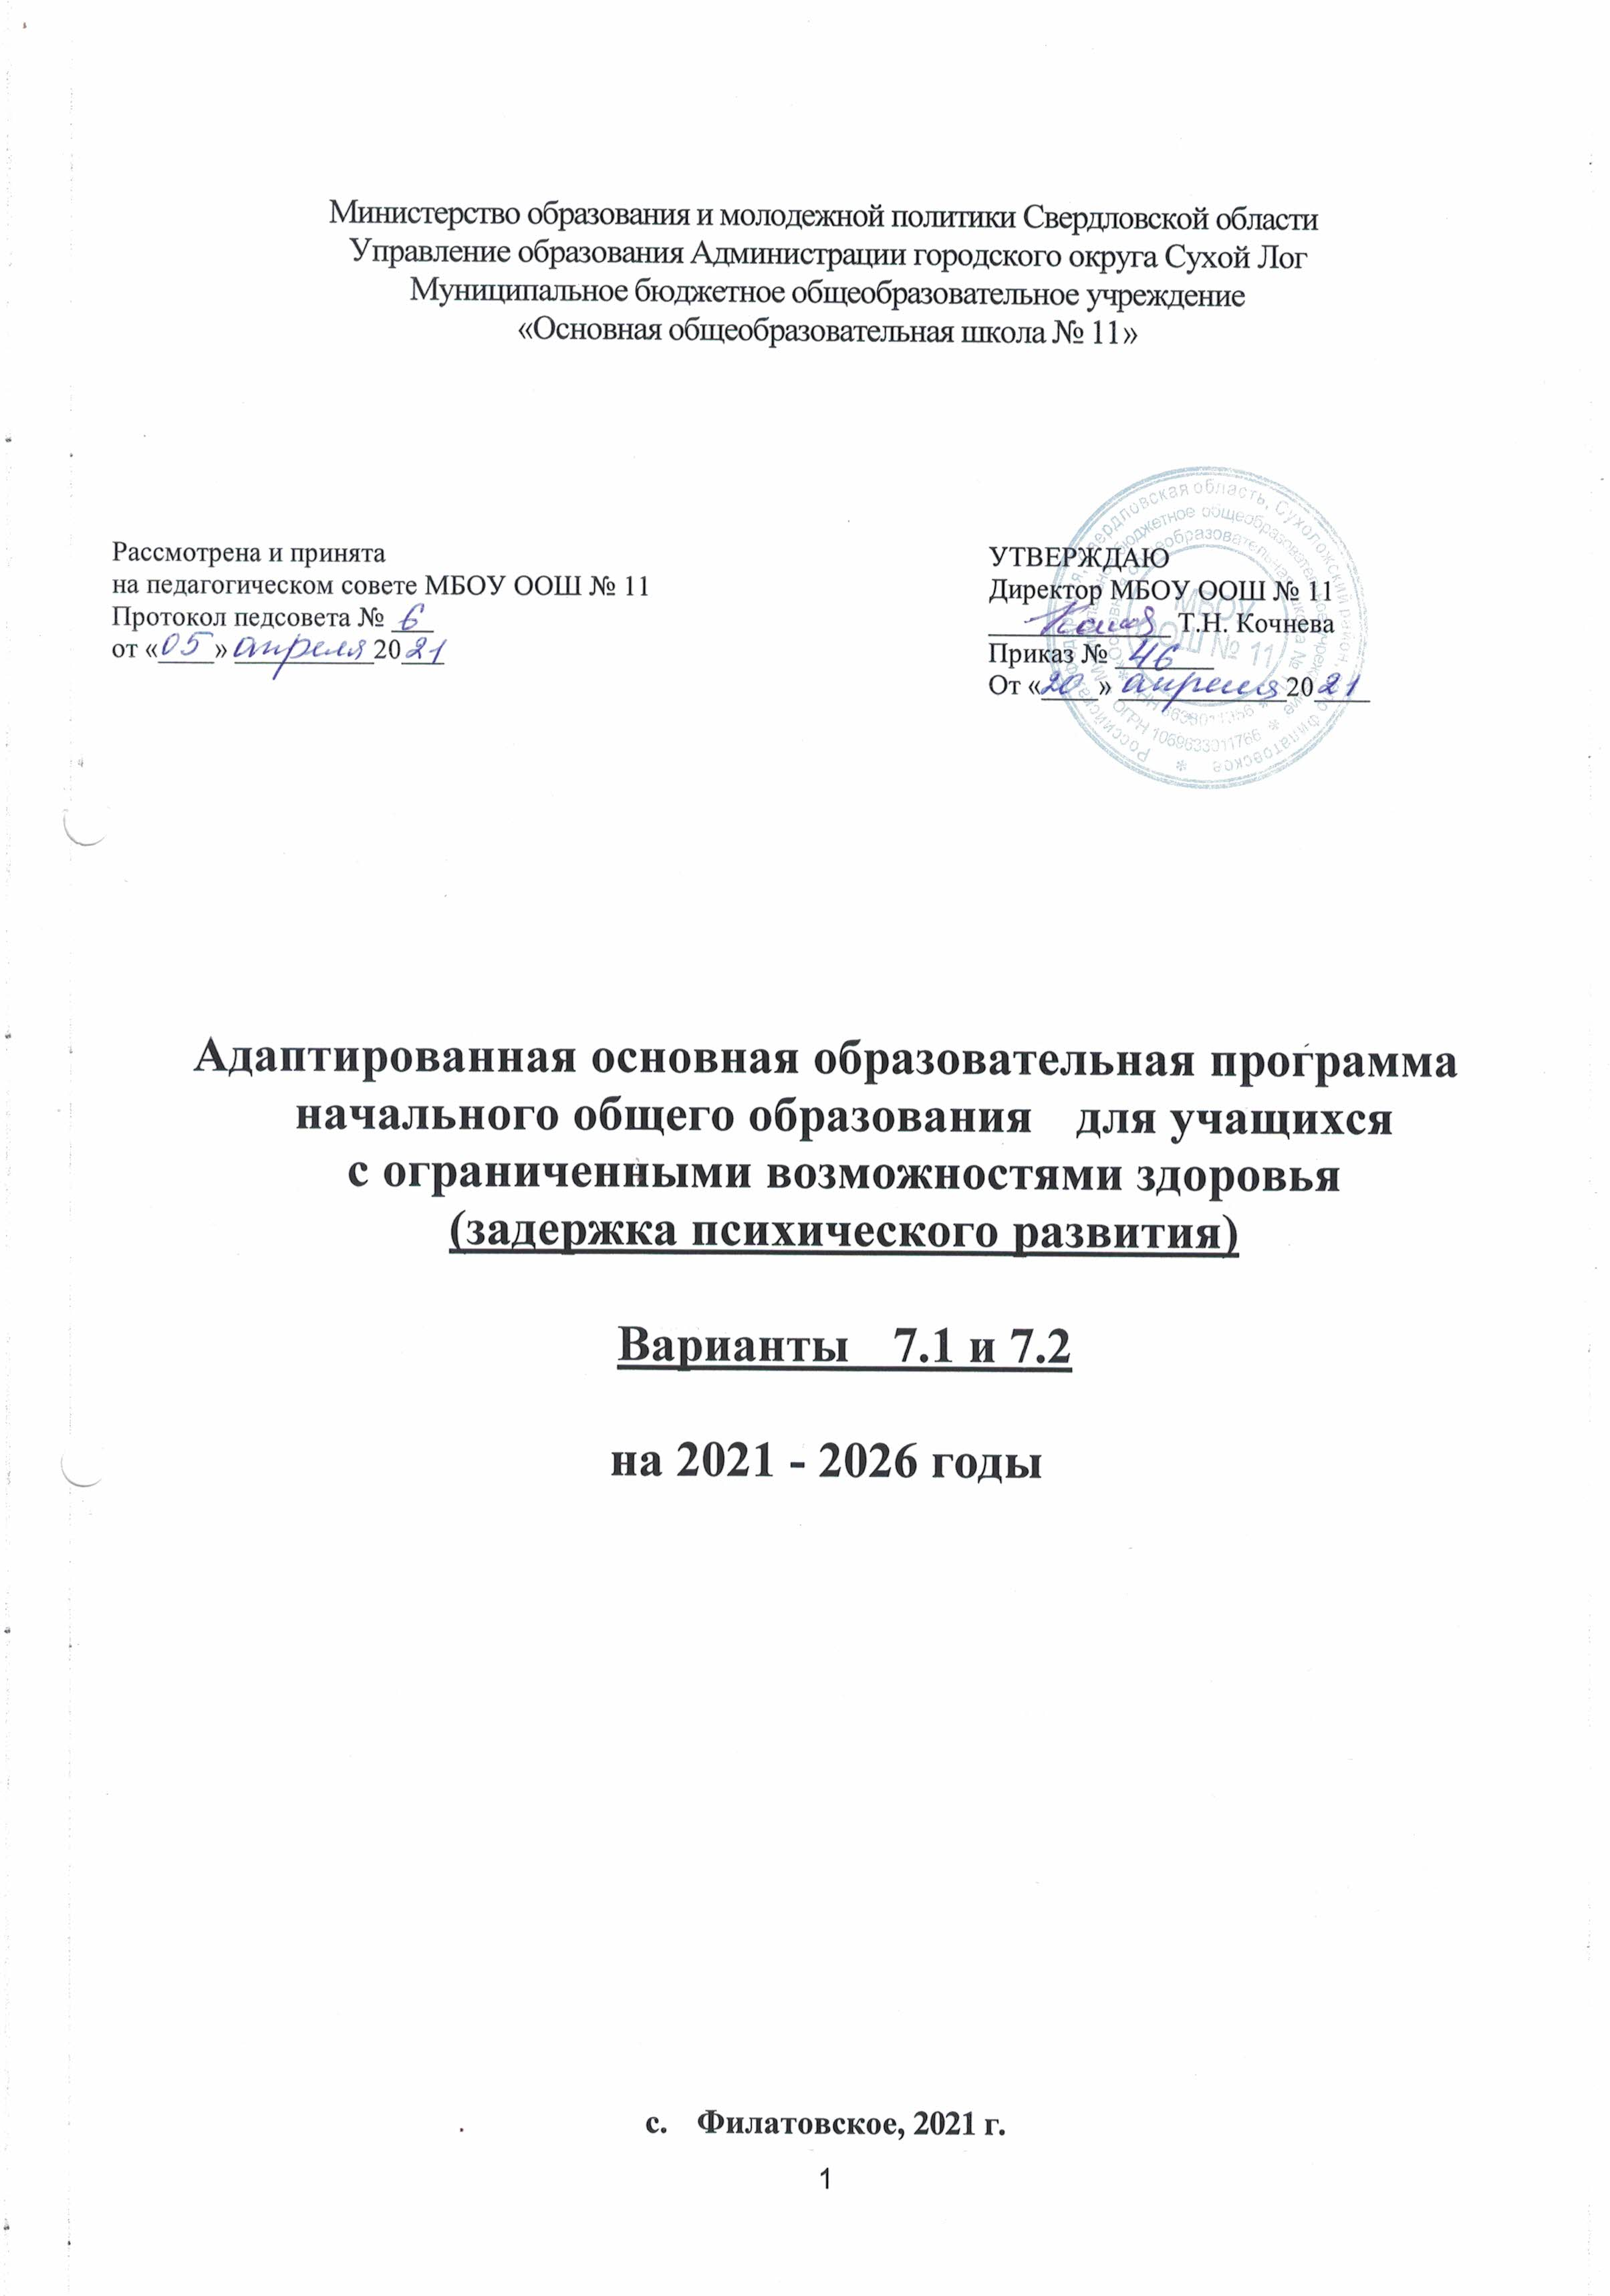 Министерство образования и молодежной политики Свердловской области
Управление образования Администрации городского округа Сухой Лог
Муниципальное бюджетное общеобразовательное учреждение
«Основная общеобразовательная школа № 11»
Рассмотрена и принята
на педагогическом совете МБОУ ООШ № 11
Протокол педсовета № 6
от «05» апреля 2021
УТВЕРЖДАЮ
Директор МБОУ ООШ № 11
Т.Н. Кочнева
Приказ № 46
От «20» апреля 2021
МБОУ
ООШ № 11
Адаптированная основная образовательная программа
начального общего образования для учащихся
с ограниченными возможностями здоровья
(задержка психического развития)
Варианты 7.1 и 7.2
на 2021 - 2026 годы
с. Филатовское, 2021 г.
1